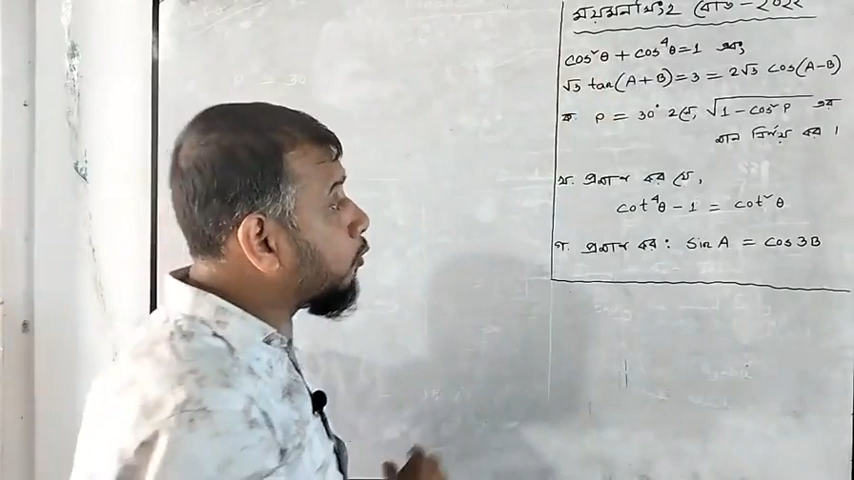 ময়মনসিংহ বোর্ড - ২০২২
cos²θ + cos⁴θ = 1 এবং
√3 tan(A+B) = 3 = 2√3 cos(A-B)
ক. P = 30° হলে, √1 - cos²P এর
মান নির্ণয় কর ।
খ. প্রমাণ কর যে,
cot⁴θ - 1 = cot²θ
গ. প্রমাণ কর : Sin A = cos 3B